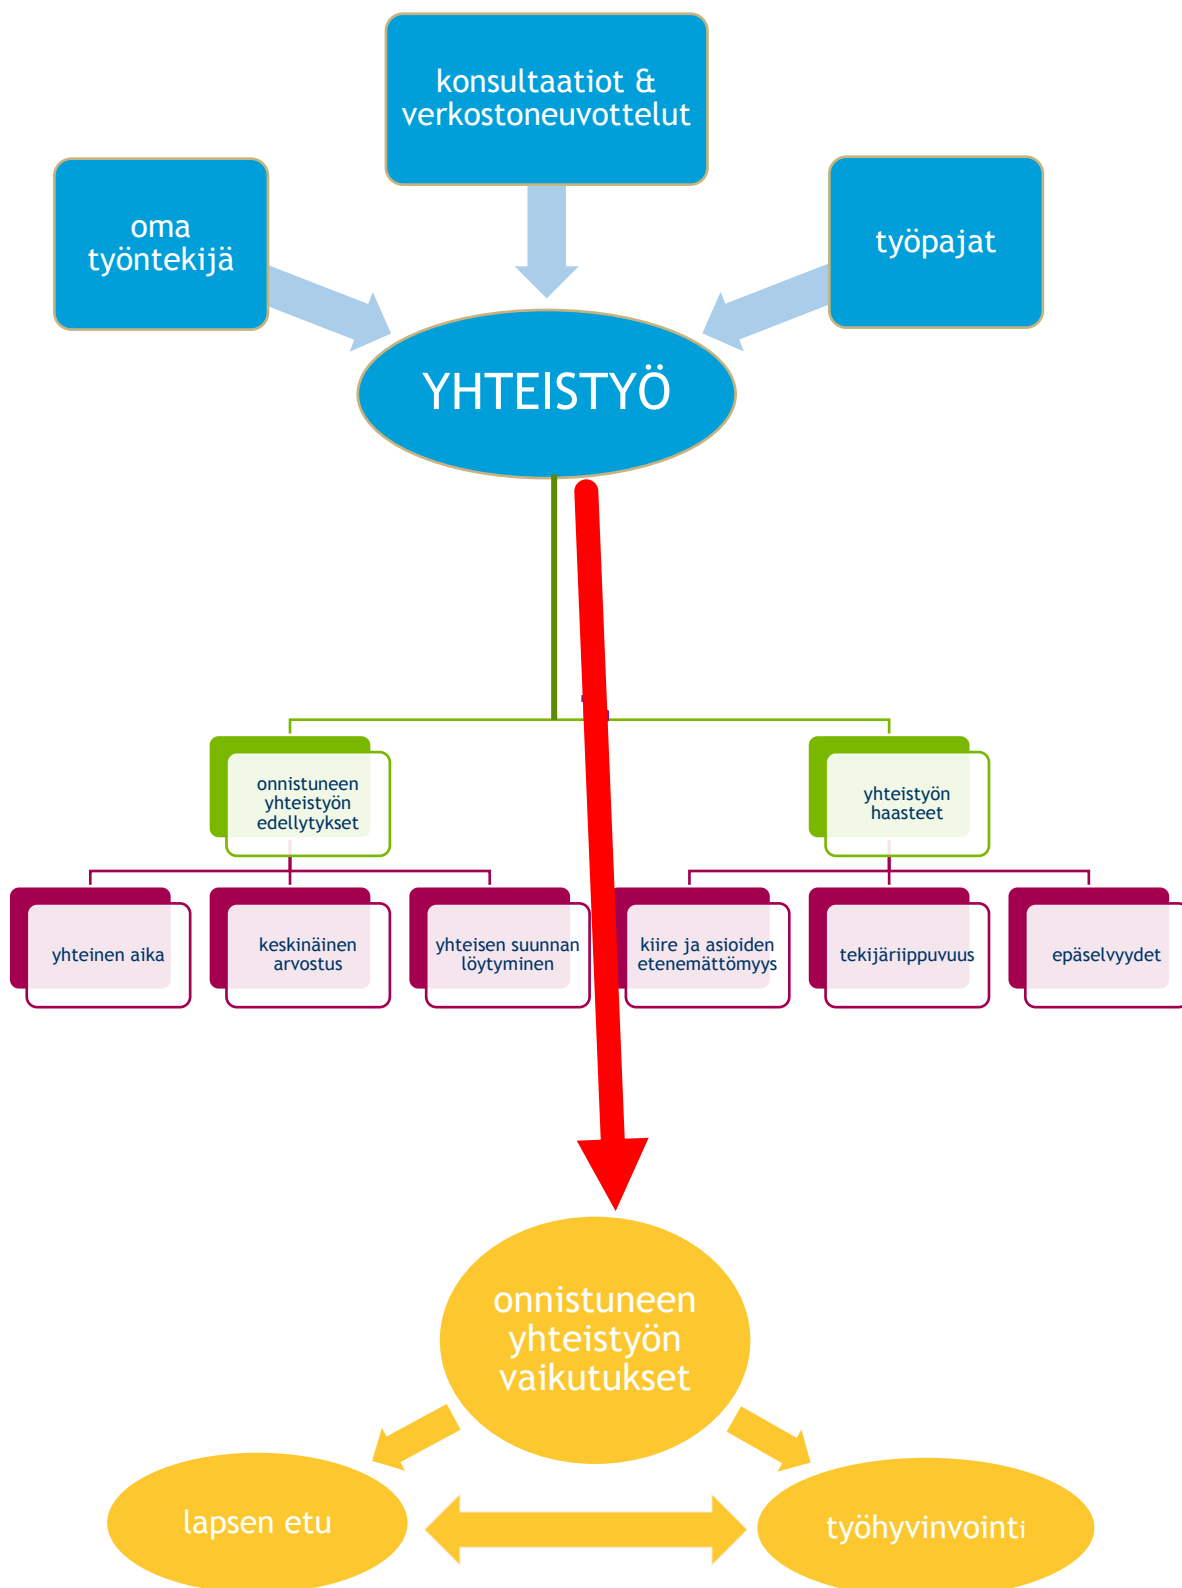 konsultaatiot &
verkostoneuvottelut
oma
työntekijä
työpajat
YHTEISTYÖ
onnistuneen
yhteistyön
edellytykset
yhteistyön
haasteet
yhteinen aika
keskinäinen
arvostus
yhteisen suunnan
löytyminen
kiire ja asioiden
etenemättömyys
tekijäriippuvuus
epäselvyydet
onnistuneen
yhteistyön
vaikutukset
lapsen etu
työhyvinvointi